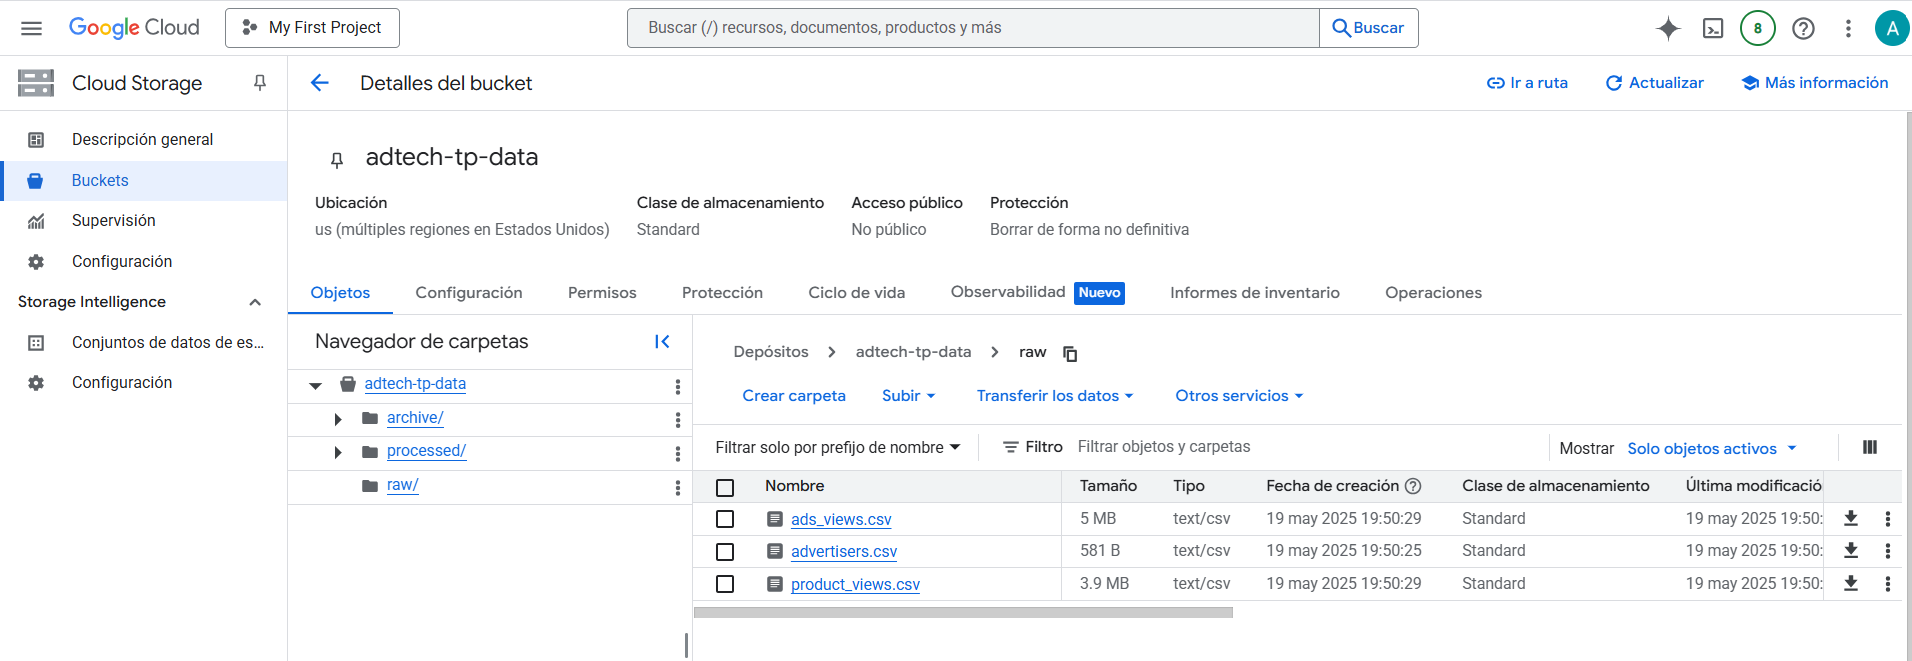 Google Cloud
My First Project
Buscar (/) recursos, documentos, productos y más
Buscar
8
A
Cloud Storage
Detalles del bucket
Ir a ruta
Actualizar
Más información
Descripción general
Buckets
Supervisión
Configuración
Storage Intelligence
Conjuntos de datos de es...
Configuración
adtech-tp-data
Ubicación
us (múltiples regiones en Estados Unidos)
Clase de almacenamiento
Standard
Acceso público
No público
Protección
Borrar de forma no definitiva
Objetos
Configuración
Permisos
Protección
Ciclo de vida
Observabilidad Nuevo
Informes de inventario
Operaciones
Navegador de carpetas
adtech-tp-data
archive/
processed/
raw/
Depósitos > adtech-tp-data > raw
Crear carpeta
Subir
Transferir los datos
Otros servicios
Filtrar solo por prefijo de nombre
Filtro
Filtrar objetos y carpetas
Mostrar
Solo objetos activos
Nombre Tamaño Tipo Fecha de creación Clase de almacenamiento Última modificació
ads_views.csv 5 MB text/csv 19 may 2025 19:50:29 Standard 19 may 2025 19:50:
advertisers.csv 581 B text/csv 19 may 2025 19:50:25 Standard 19 may 2025 19:50:
product_views.csv 3.9 MB text/csv 19 may 2025 19:50:29 Standard 19 may 2025 19:50: